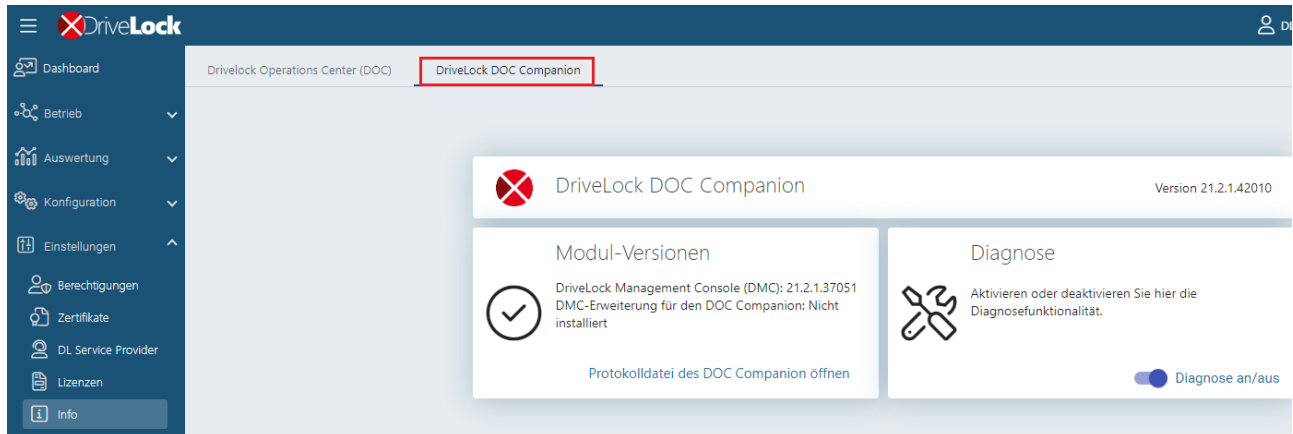 DriveLock
DL
Dashboard
Drivelock Operations Center (DOC)
DriveLock DOC Companion
Betrieb
Auswertung
Konfiguration
Einstellungen
Berechtigungen
Zertifikate
DL Service Provider
Lizenzen
Info
DriveLock DOC Companion
Version 21.2.1.42010
Modul-Versionen
DriveLock Management Console (DMC): 21.2.1.37051
DMC-Erweiterung für den DOC Companion: Nicht
installiert
Protokolldatei des DOC Companion öffnen
Diagnose
Aktivieren oder deaktivieren Sie hier die
Diagnosefunktionalität.
Diagnose an/aus